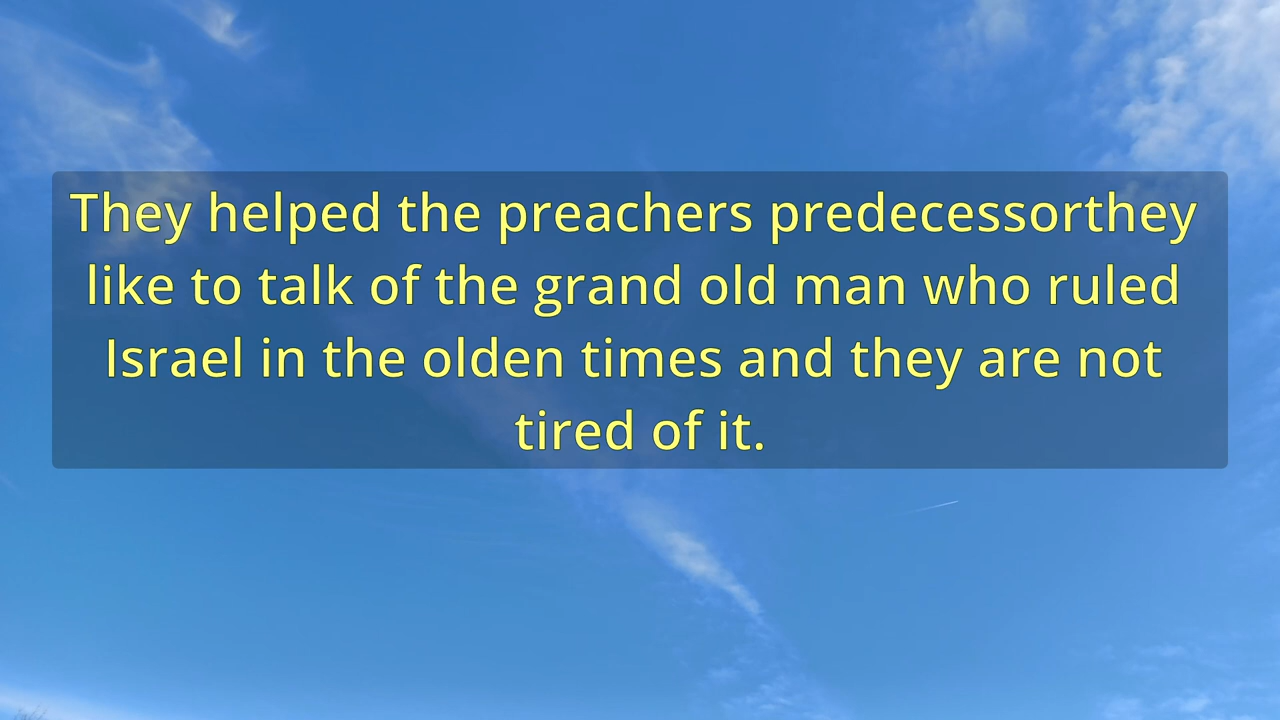 They helped the preachers predecessorthey
like to talk of the grand old man who ruled
Israel in the olden times and they are not
tired of it.